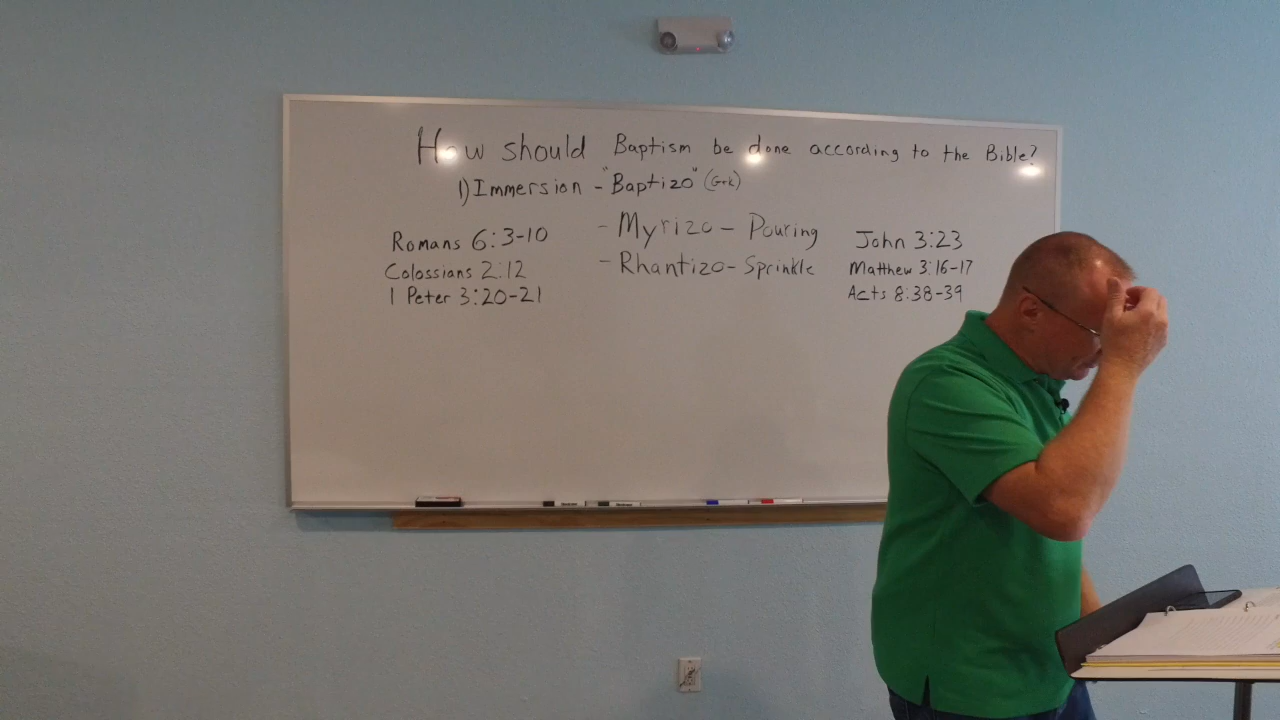 How should Baptism be done according to the Bible?
1) Immersion - "Baptizo" (Grk)
Romans 6:3-10
Colossians 2:12
1 Peter 3:20-21
- Myrizo - Pouring
- Rhantizo - Sprinkle
John 3:23
Matthew 3:16-17
Acts 8:38-39